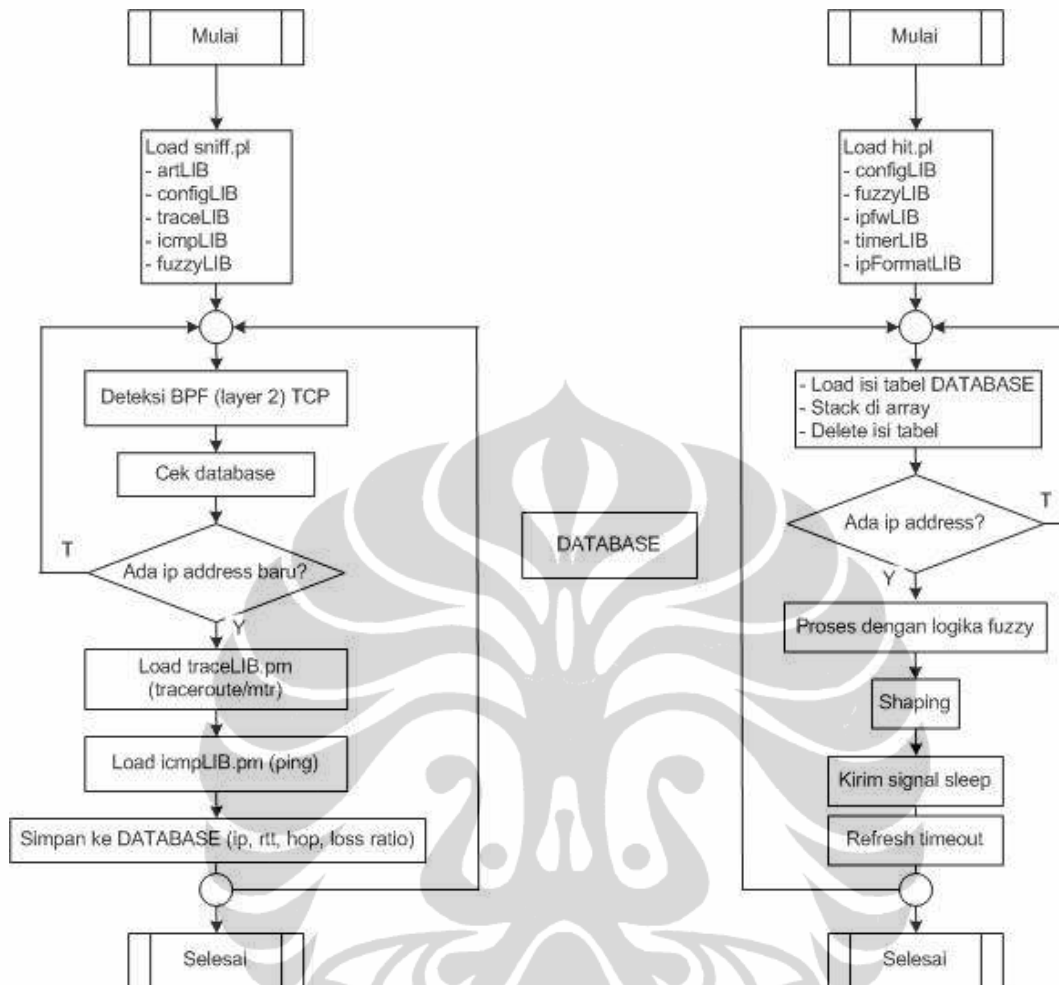 Mulai
Load sniff.pl
- artLIB
- configLIB
- traceLIB
- icmpLIB
- fuzzyLIB
Deteksi BPF (layer 2) TCP
Cek database
Ada ip address baru?
T
Y
Load traceLIB.pm
(traceroute/mtr)
Load icmpLIB.pm (ping)
Simpan ke DATABASE (ip, rtt, hop, loss ratio)
Selesai
DATABASE
Mulai
Load hit.pl
- configLIB
- fuzzyLIB
- ipfwLIB
- timerLIB
- ipFormatLIB
- Load isi tabel DATABASE
- Stack di array
- Delete isi tabel
Ada ip address?
T
Y
Proses dengan logika fuzzy
Shaping
Kirim signal sleep
Refresh timeout
Selesai